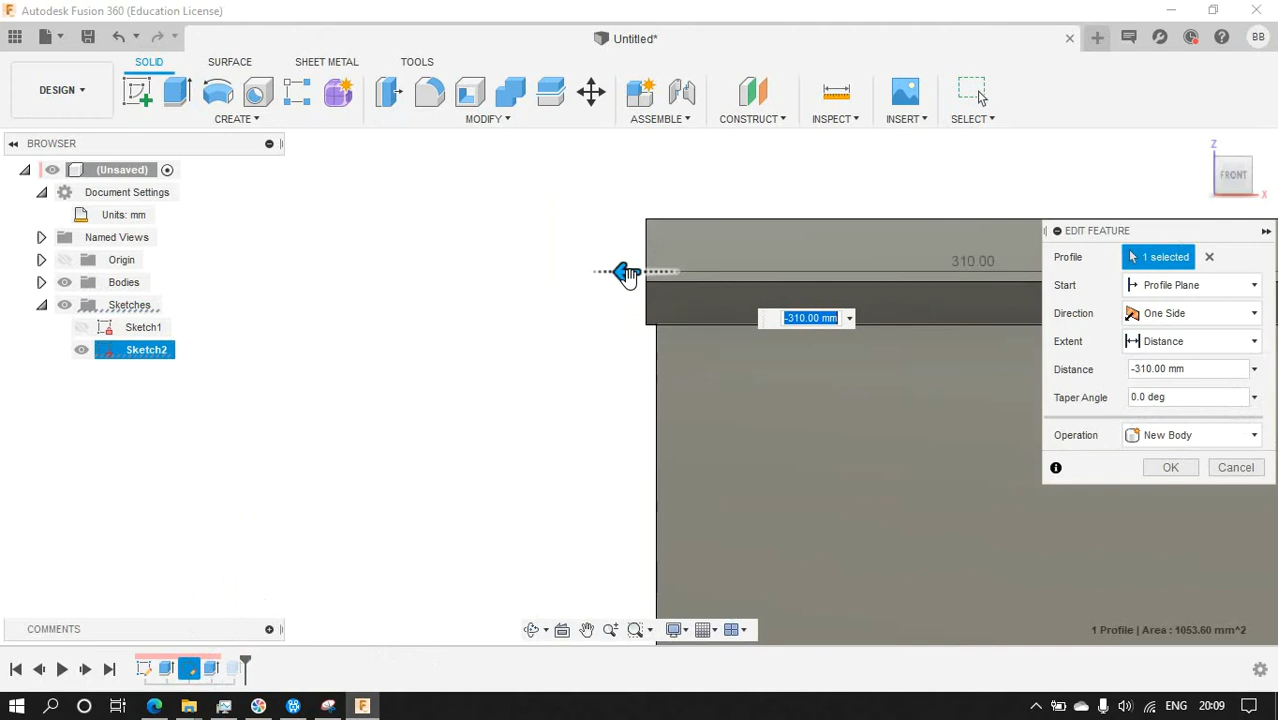 Autodesk Fusion 360 (Education License)
Untitled*
BB
SOLID SURFACE SHEET METAL TOOLS
DESIGN
CREATE MODIFY ASSEMBLE CONSTRUCT INSPECT INSERT SELECT
BROWSER
(Unsaved)
Document Settings
Units: mm
Named Views
Origin
Bodies
Sketches
Sketch1
Sketch2
Z
FRONT
X
310.00
-310.00 mm
EDIT FEATURE
Profile 1 selected
Start Profile Plane
Direction One Side
Extent Distance
Distance -310.00 mm
Taper Angle 0.0 deg
Operation New Body
OK Cancel
COMMENTS
1 Profile | Area : 1053.60 mm^2
ENG 20:09